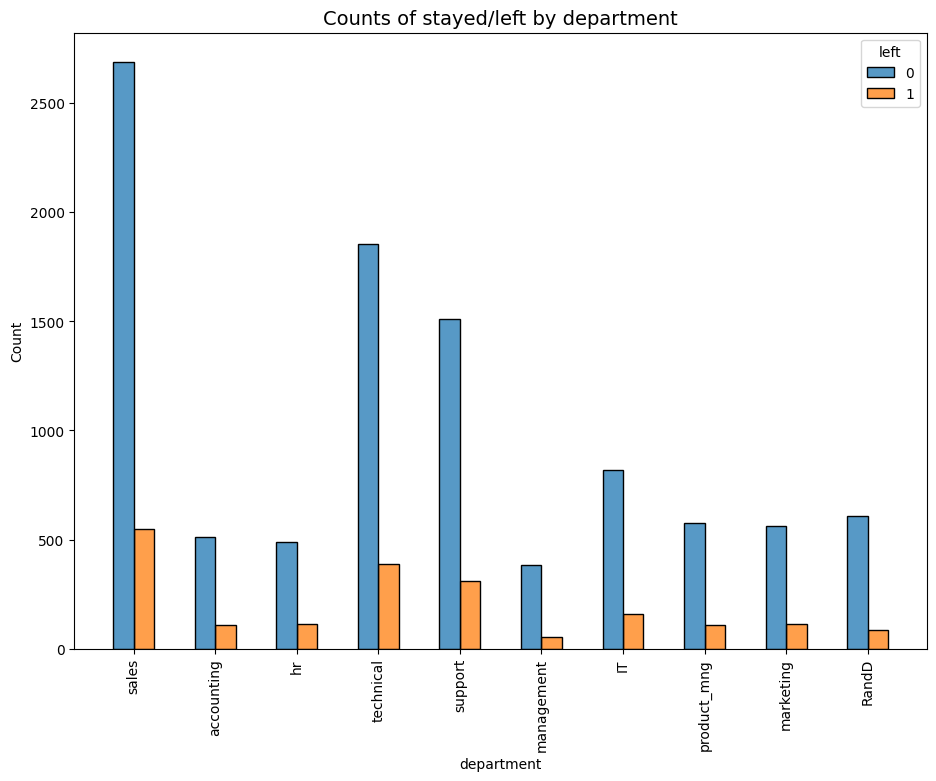 Counts of stayed/left by department
left
0
1
2500
2000
1500
1000
500
0
Count
sales
accounting
hr
technical
support
management
IT
product_mng
marketing
RandD
department